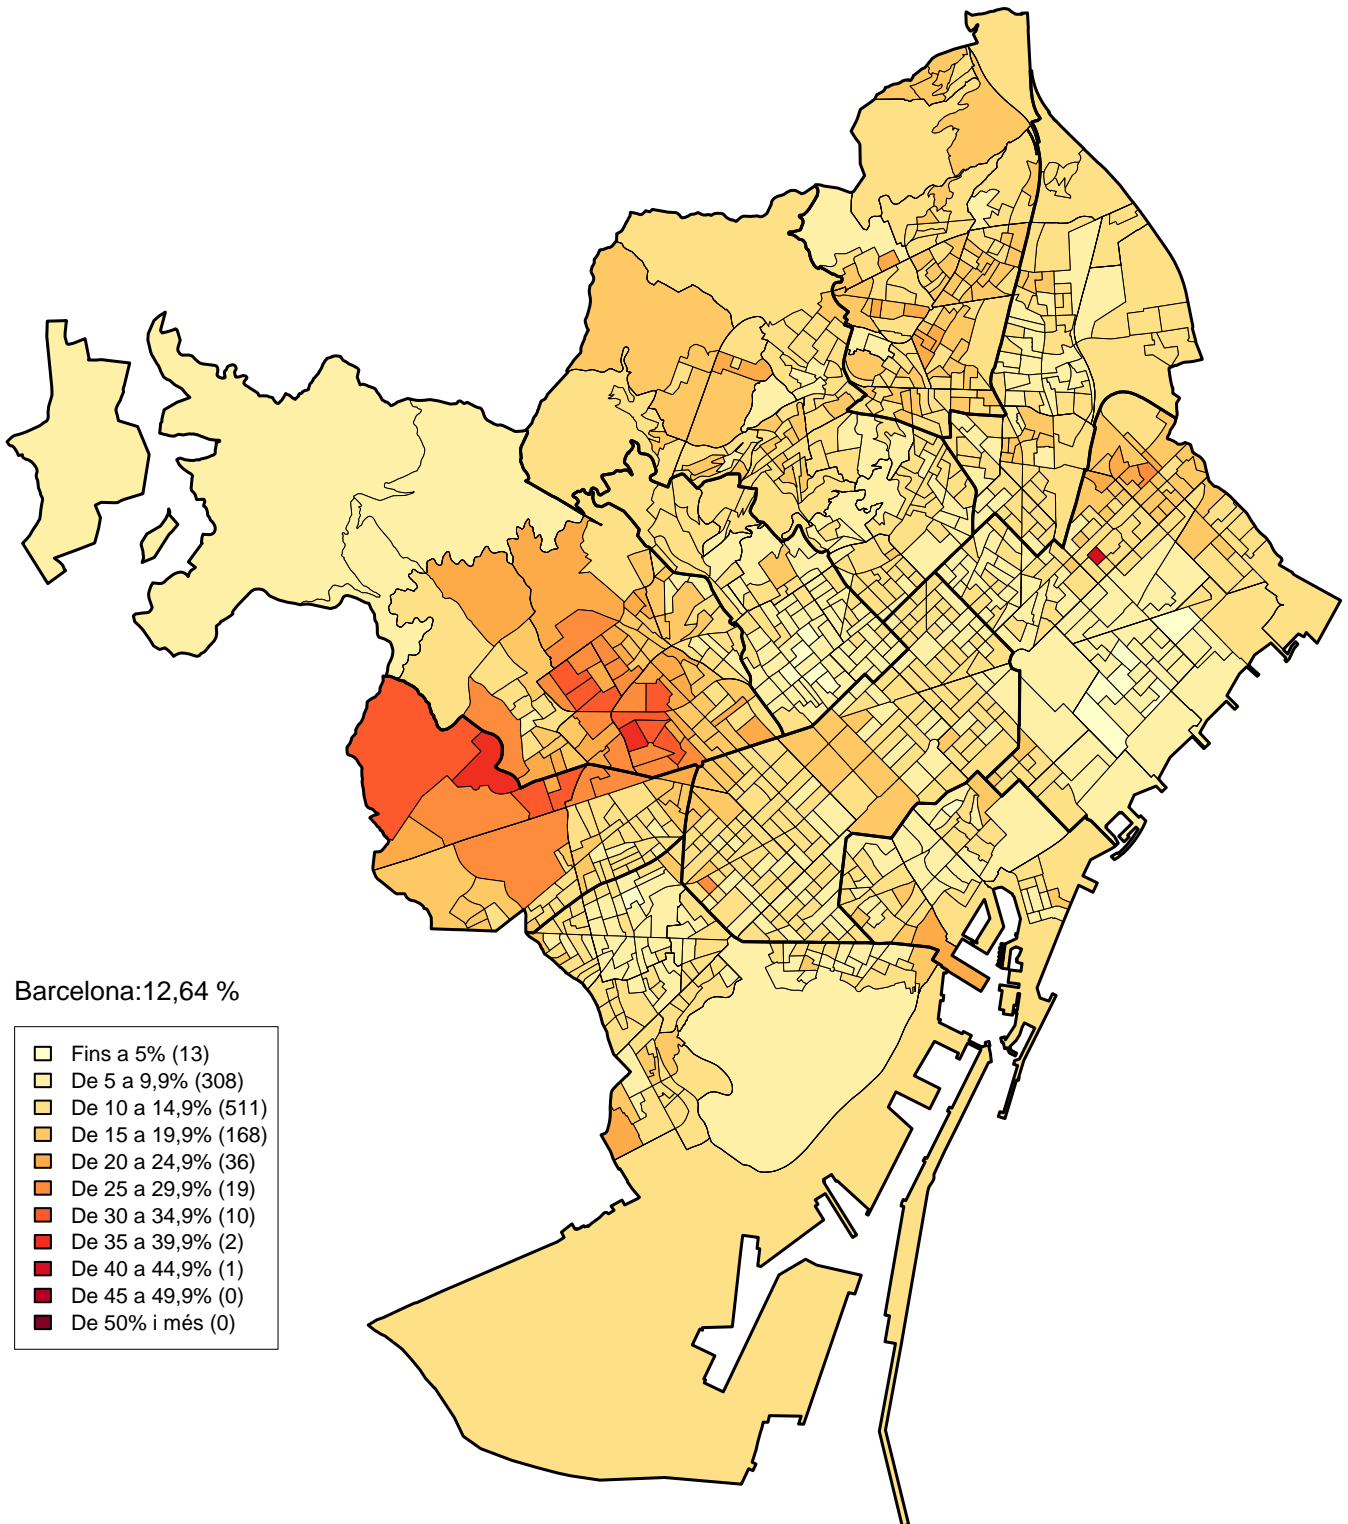 Barcelona:12,64 %
Fins a 5% (13)
De 5 a 9,9% (308)
De 10 a 14,9% (511)
De 15 a 19,9% (168)
De 20 a 24,9% (36)
De 25 a 29,9% (19)
De 30 a 34,9% (10)
De 35 a 39,9% (2)
De 40 a 44,9% (1)
De 45 a 49,9% (0)
De 50% i més (0)